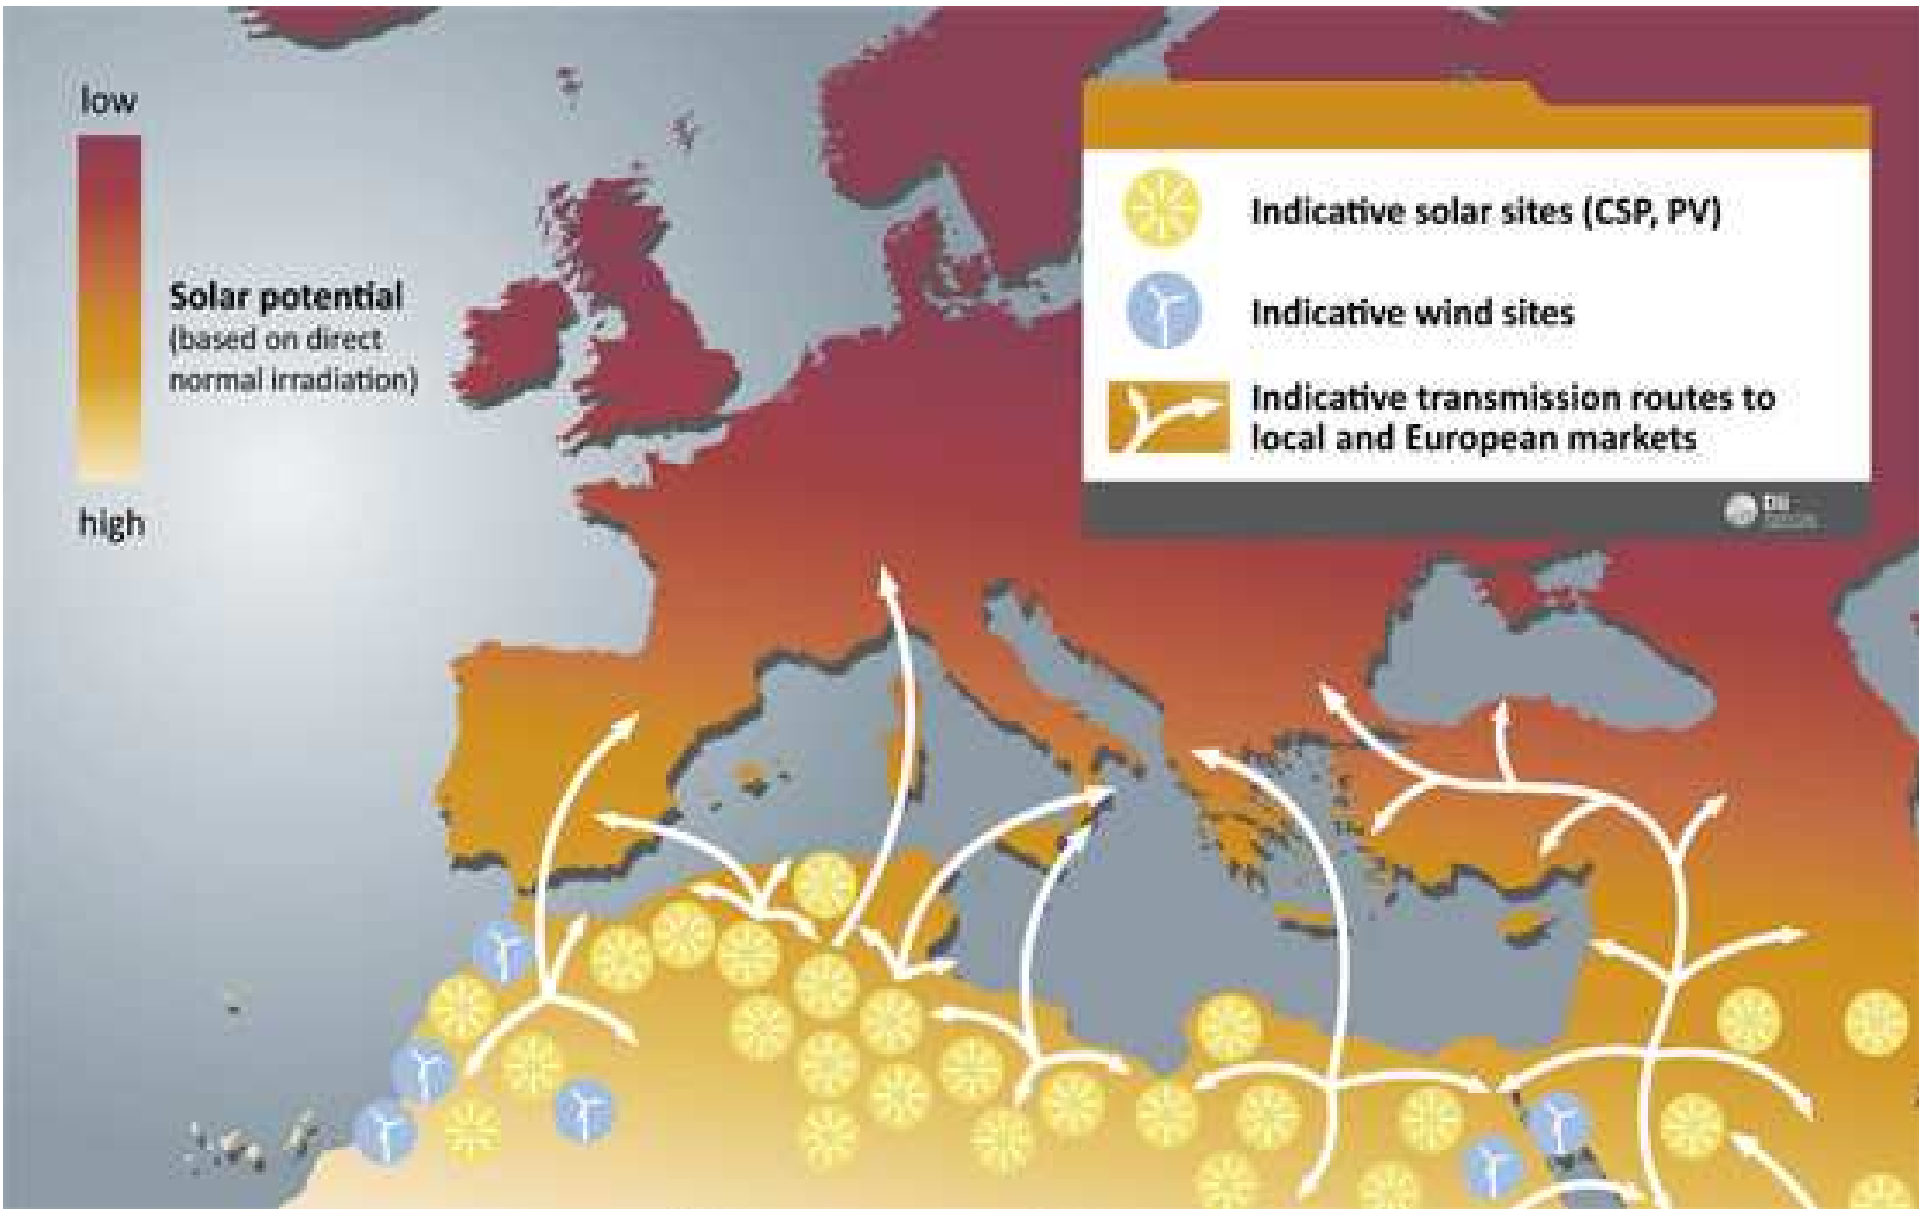 low
Solar potential
(based on direct
normal irradiation)
high
Indicative solar sites (CSP, PV)
Indicative wind sites
Indicative transmission routes to
local and European markets
Dii